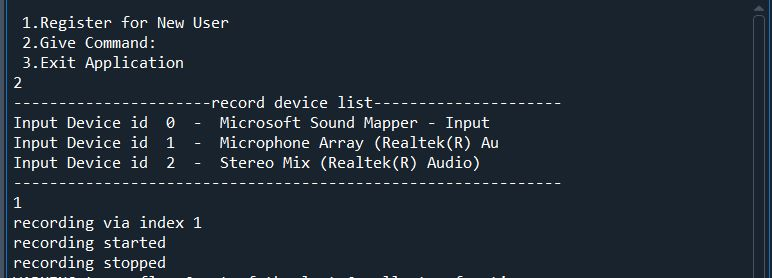 1.Register for New User
2.Give Command:
3.Exit Application
2
----------------------record device list---------------------
Input Device id  0  -  Microsoft Sound Mapper - Input
Input Device id  1  -  Microphone Array (Realtek(R) Au
Input Device id  2  -  Stereo Mix (Realtek(R) Audio)
-------------------------------------------------------------
1
recording via index 1
recording started
recording stopped